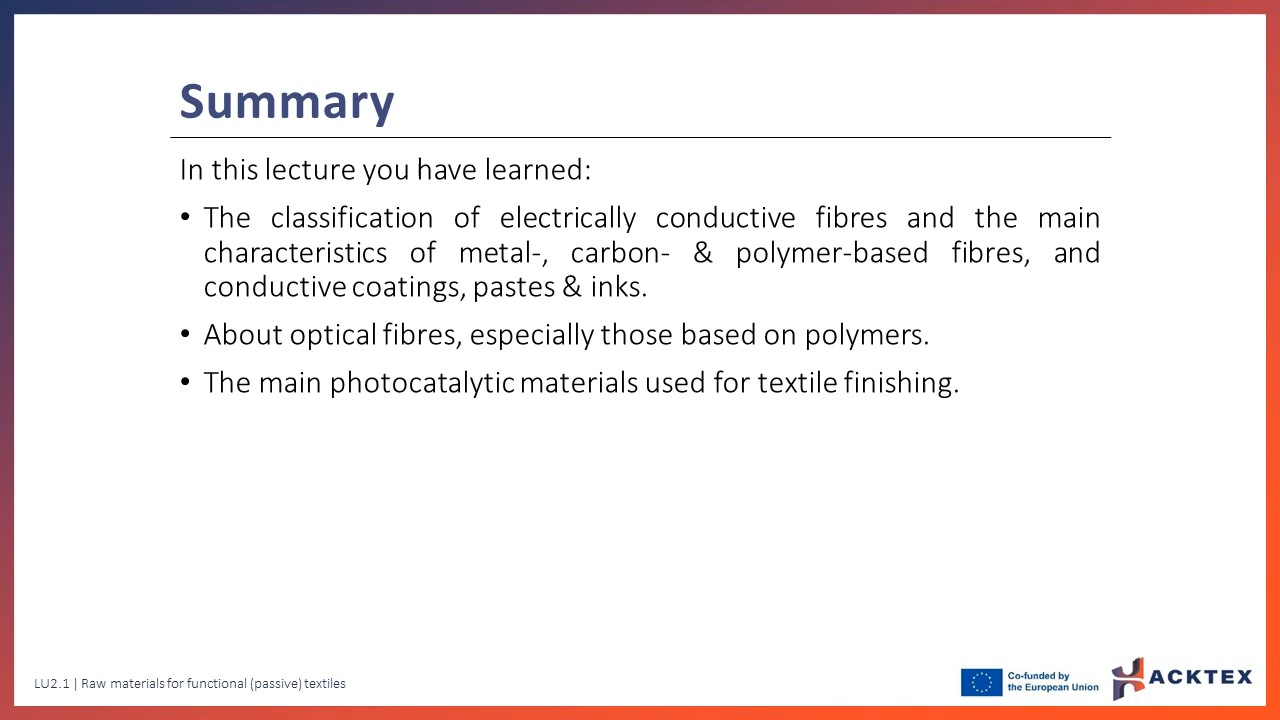 Summary
In this lecture you have learned:
• The classification of electrically conductive fibres and the main
characteristics of metal-, carbon- & polymer-based fibres, and
conductive coatings, pastes & inks.
• About optical fibres, especially those based on polymers.
• The main photocatalytic materials used for textile finishing.
LU2.1 | Raw materials for functional (passive) textiles
Co-funded by
the European Union
HACKTEX